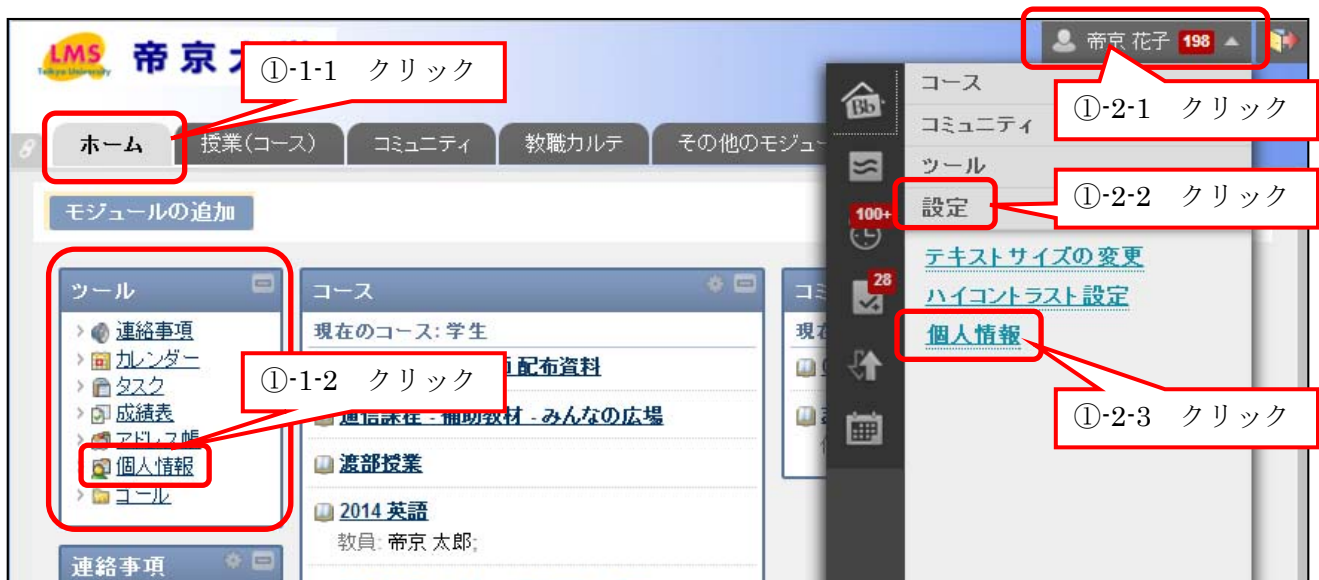 LMS
Teikyo University
帝京大
帝京 花子 198
①-1-1 クリック
①-2-1 クリック
ホーム
授業(コース)
コミュニティ
教職カルテ
その他のモジュー
Bb
コース
コミュニティ
ツール
設定
①-2-2 クリック
100+
28
テキストサイズの変更
ハイコントラスト設定
個人情報
①-2-3 クリック
モジュールの追加
ツール
連絡事項
カレンダー
タスク
成績表
アドレス帳
個人情報
コール
①-1-2 クリック
連絡事項
コース
現在のコース: 学生
配布資料
通信課程 - 補助教材 - みんなの広場
渡部授業
2014 英語
教員: 帝京 太郎;
コミ
現在